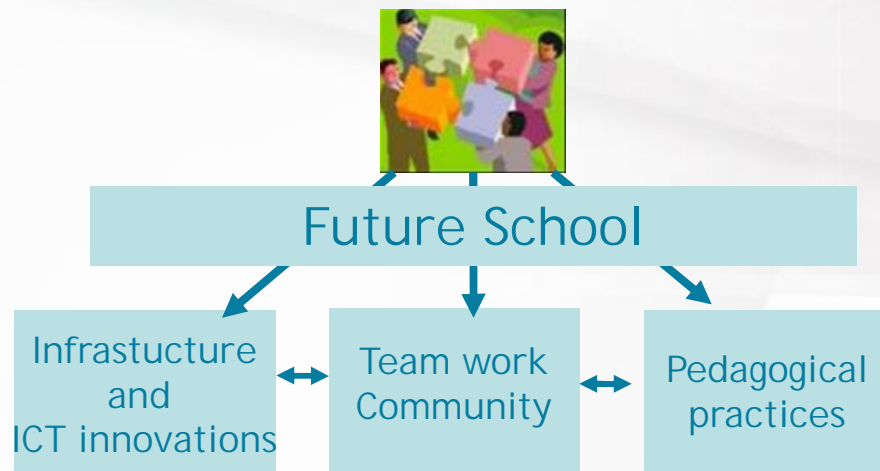 Future School
Infrastucture
and
ICT innovations
Team work
Community
Pedagogical
practices